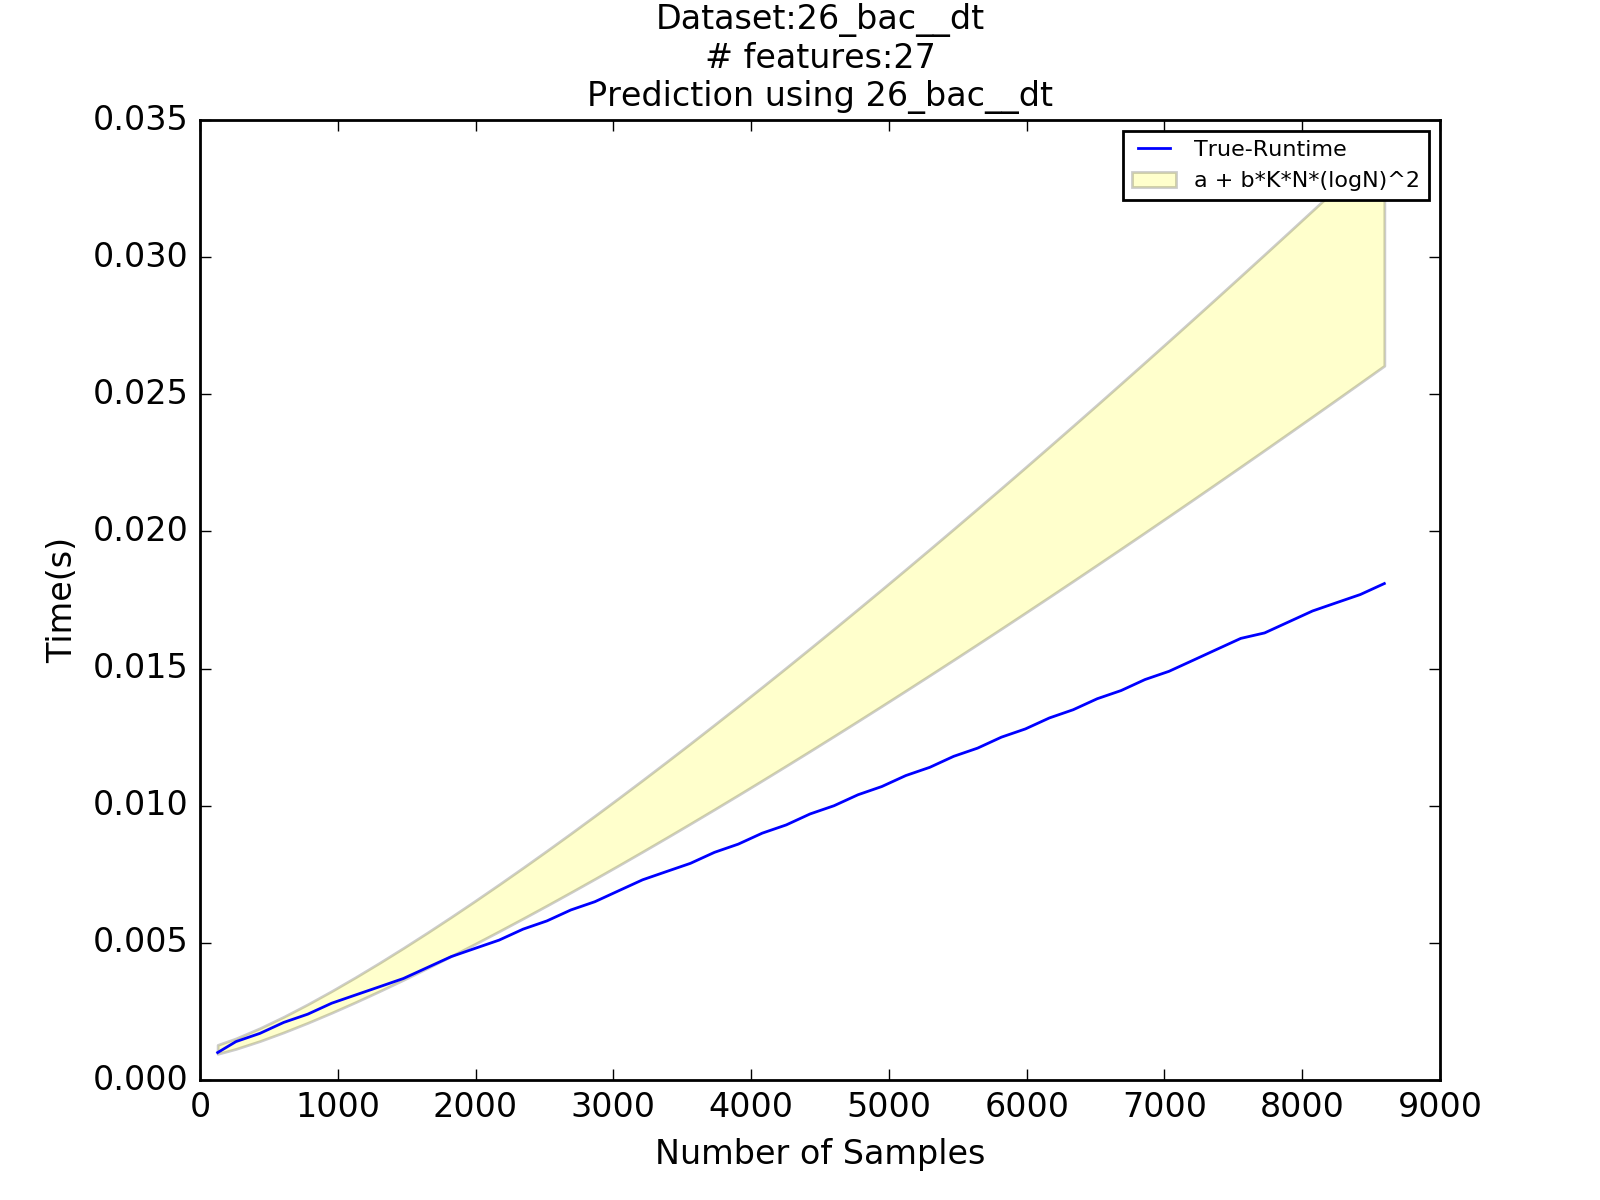 Dataset:26_bac__dt
# features:27
Prediction using 26_bac__dt
True-Runtime
a + b*K*N*(logN)^2
0.035
0.030
0.025
0.020
0.015
0.010
0.005
0.000
Time(s)
0 1000 2000 3000 4000 5000 6000 7000 8000 9000
Number of Samples